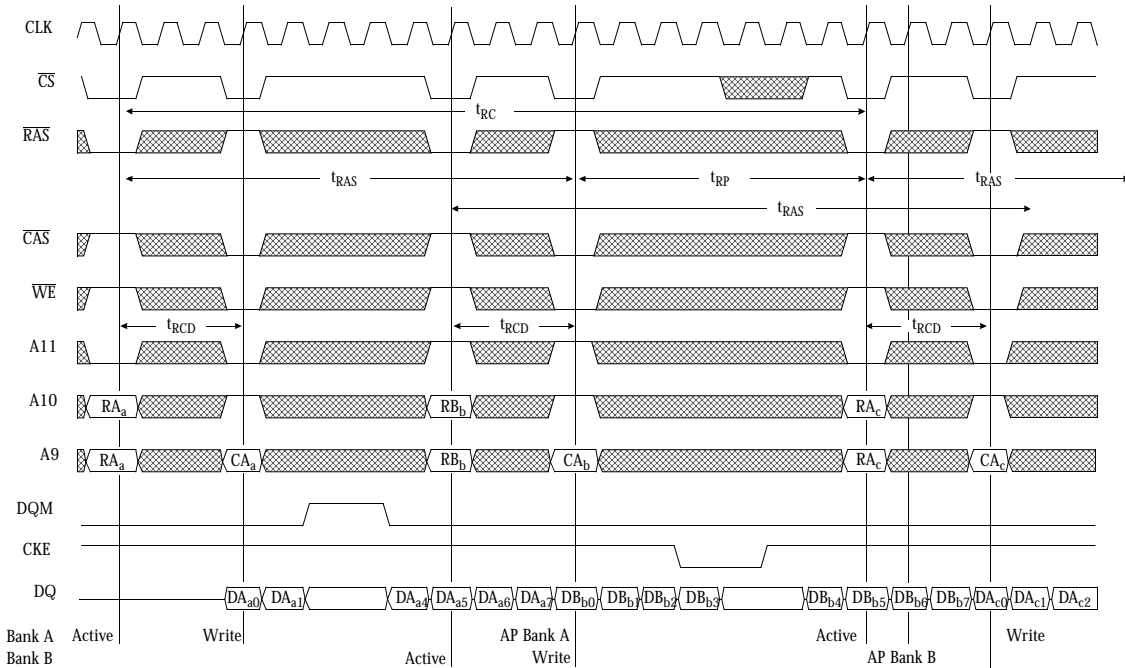 CLK
CS
tRC
RAS
tRAS tRP tRAS
tRAS
CAS
WE
tRCD tRCD tRCD
A11
A10 RAa RBb RAc
A9 RAa CAa RBb CAb RAc CAc
DQM
CKE
DQ DAa0 DAa1 DAa4 DAa5 DAa6 DAa7 DBb0 DBb1 DBb2 DBb3 DBb4 DBb5 DBb6 DBb7 DAc0 DAc1 DAc2
Bank A Active Write AP Bank A Active Write
Bank B Active Write AP Bank B